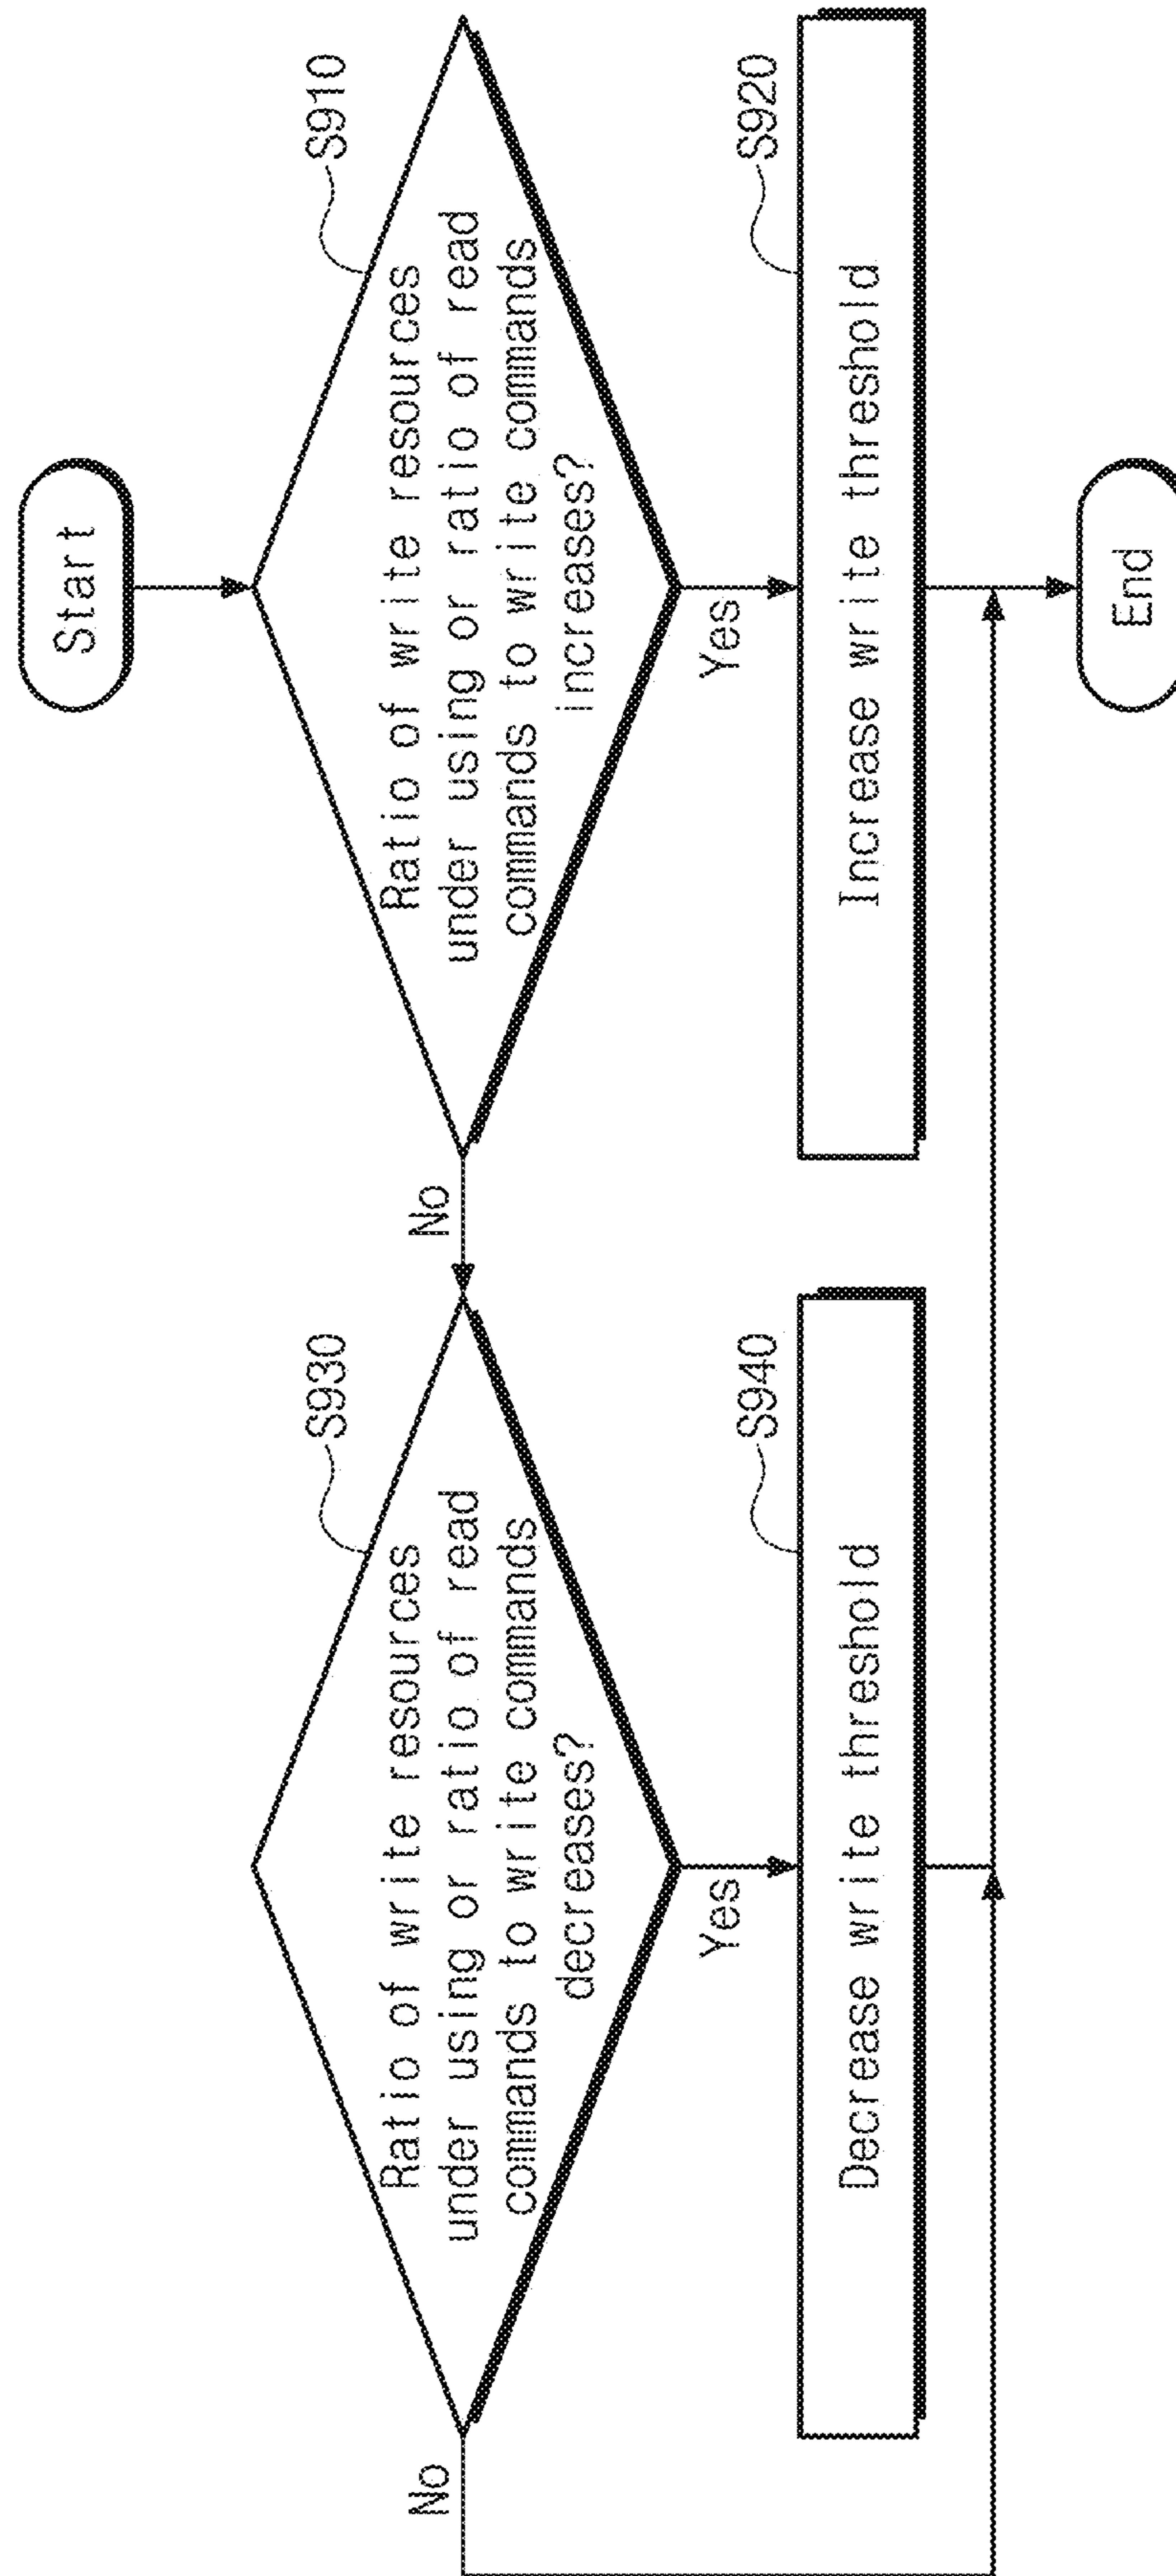 Start
S910
Ratio of write resources
under using or ratio of read
commands to write commands
increases?
Yes
No
S920
Increase write threshold
S930
Ratio of write resources
under using or ratio of read
commands to write commands
decreases?
Yes
No
S940
Decrease write threshold
End